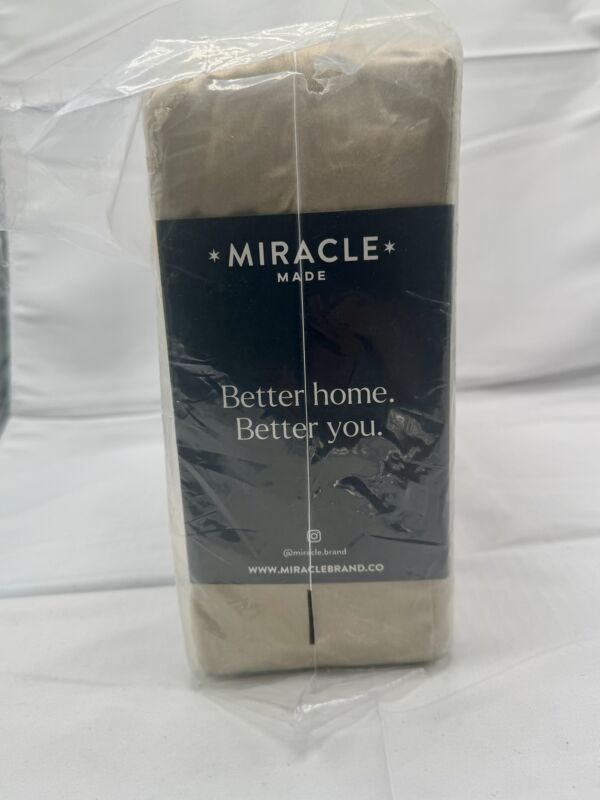 *MIRACLE*
MADE
Better home.
Better you.
@miracle.brand
WWW.MIRACLEBRAND.CO